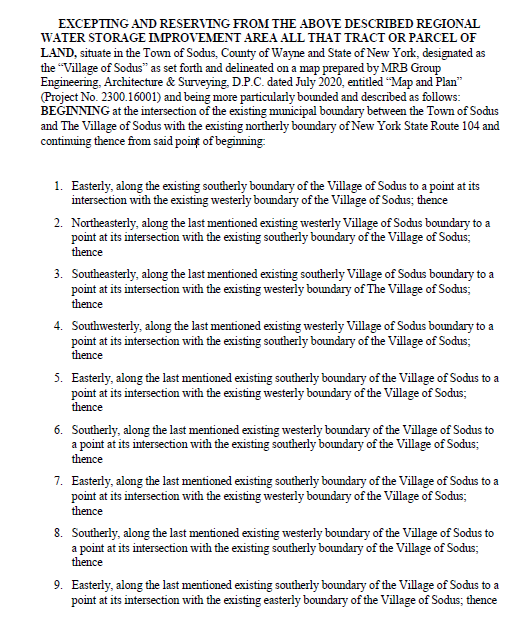 EXCEPTING AND RESERVING FROM THE ABOVE DESCRIBED REGIONAL
WATER STORAGE IMPROVEMENT AREA ALL THAT TRACT OR PARCEL OF
LAND, situate in the Town of Sodus, County of Wayne and State of New York, designated as
the “Village of Sodus” as set forth and delineated on a map prepared by MRB Group
Engineering, Architecture & Surveying, D.P.C. dated July 2020, entitled “Map and Plan”
(Project No. 2300.16001) and being more particularly bounded and described as follows:
BEGINNING at the intersection of the existing municipal boundary between the Town of Sodus
and The Village of Sodus with the existing northerly boundary of New York State Route 104 and
continuing thence from said point of beginning:
1. Easterly, along the existing southerly boundary of the Village of Sodus to a point at its
intersection with the existing westerly boundary of the Village of Sodus; thence
2. Northeasterly, along the last mentioned existing westerly Village of Sodus boundary to a
point at its intersection with the existing southerly boundary of the Village of Sodus;
thence
3. Southeasterly, along the last mentioned existing southerly Village of Sodus boundary to a
point at its intersection with the existing westerly boundary of The Village of Sodus;
thence
4. Southwesterly, along the last mentioned existing westerly Village of Sodus boundary to a
point at its intersection with the existing southerly boundary of the Village of Sodus;
thence
5. Easterly, along the last mentioned existing southerly boundary of the Village of Sodus to a
point at its intersection with the existing westerly boundary of the Village of Sodus;
thence
6. Southerly, along the last mentioned existing westerly boundary of the Village of Sodus to
a point at its intersection with the existing southerly boundary of the Village of Sodus;
thence
7. Easterly, along the last mentioned existing southerly boundary of the Village of Sodus to a
point at its intersection with the existing westerly boundary of the Village of Sodus;
thence
8. Southerly, along the last mentioned existing westerly boundary of the Village of Sodus to
a point at its intersection with the existing southerly boundary of the Village of Sodus;
thence
9. Easterly, along the last mentioned existing southerly boundary of the Village of Sodus to a
point at its intersection with the existing easterly boundary of the Village of Sodus; thence